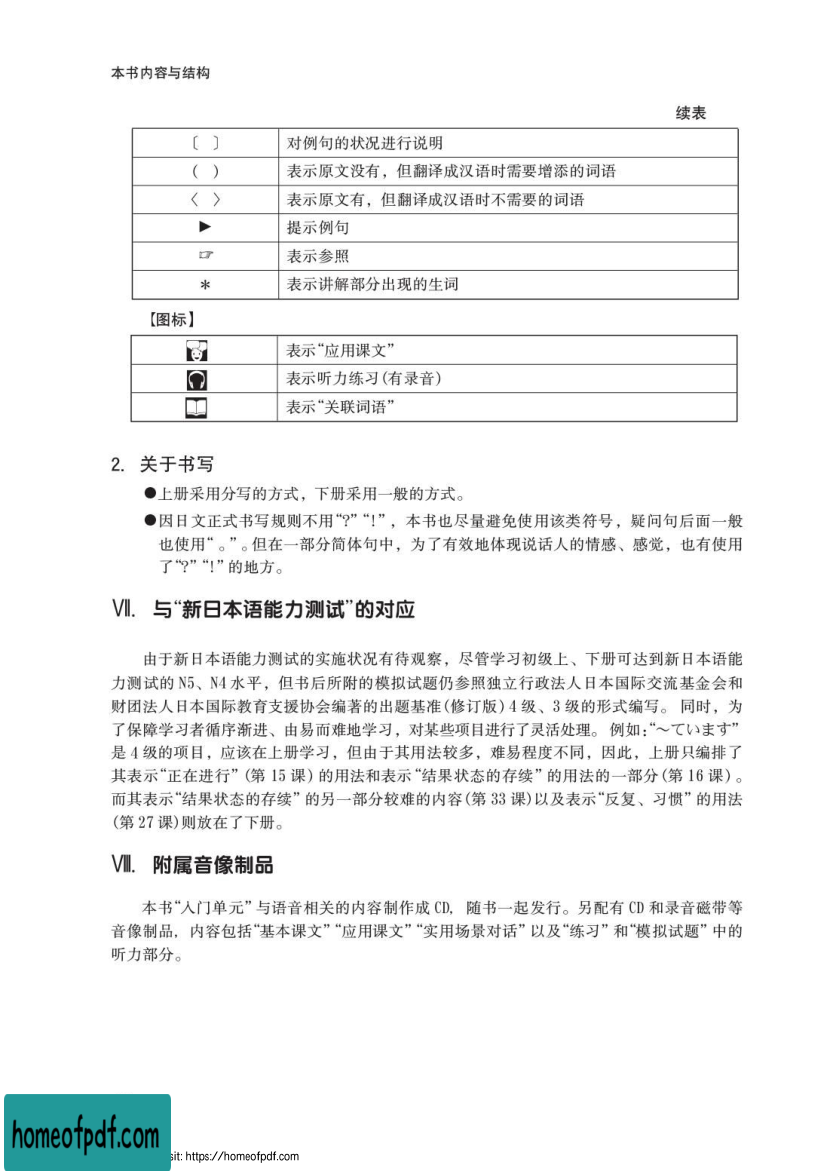 本书内容与结构
续表
〔 〕 对例句的状况进行说明
( ) 表示原文没有，但翻译成汉语时需要增添的词语
〈 〉 表示原文有，但翻译成汉语时不需要的词语
▶ 提示例句
☞ 表示参照
* 表示讲解部分出现的生词
【图标】
表示“应用课文”
表示听力练习(有录音)
表示“关联词语”
2. 关于书写
●上册采用分写的方式，下册采用一般的方式。
●因日文正式书写规则不用“?”“!”，本书也尽量避免使用该类符号，疑问句后面一般
也使用“。”。但在一部分简体句中，为了有效地体现说话人的情感、感觉，也有使用
了“?”“!”的地方。
Ⅶ. 与“新日本语能力测试”的对应
由于新日本语能力测试的实施状况有待观察，尽管学习初级上、下册可达到新日本语能
力测试的 N5、N4 水平，但书后所附的模拟试题仍参照独立行政法人日本国际交流基金会和
财团法人日本国际教育支援协会编著的出题基准(修订版) 4 级、3 级的形式编写。 同时，为
了保障学习者循序渐进、由易而难地学习，对某些项目进行了灵活处理。 例如:“～ています”
是 4 级的项目，应该在上册学习，但由于其用法较多，难易程度不同，因此，上册只编排了
其表示“正在进行”(第 15 课) 的用法和表示“结果状态的存续”的用法的一部分(第 16 课) 。
而其表示“结果状态的存续”的另一部分较难的内容(第 33 课)以及表示“反复、习惯”的用法
(第 27 课)则放在了下册。
Ⅷ. 附属音像制品
本书“入门单元”与语音相关的内容制作成 CD, 随书一起发行。另配有 CD 和录音磁带等
音像制品, 内容包括“基本课文”“应用课文”“实用场景对话”以及“练习”和“模拟试题”中的
听力部分。
homeofpdf.com
sit: https://homeofpdf.com